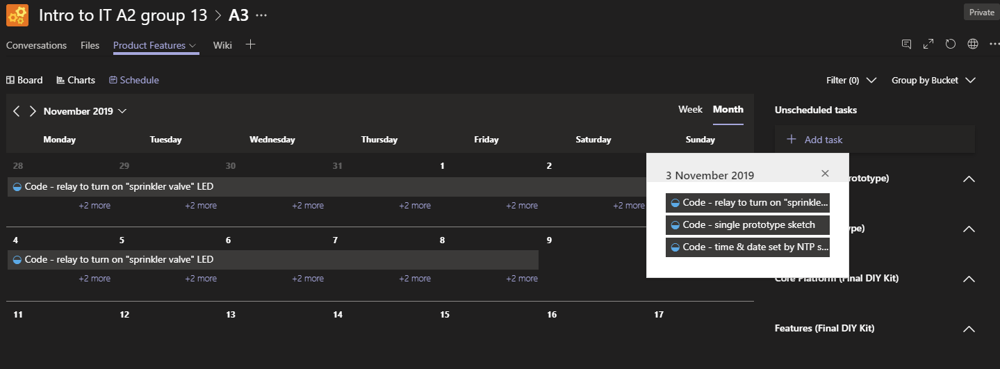 Intro to IT A2 group 13 > A3 ...
Private
Conversations Files Product Features Wiki
Board Charts Schedule
Filter (0) Group by Bucket
November 2019
Week Month
Unscheduled tasks
Monday Tuesday Wednesday Thursday Friday Saturday Sunday
Add task
28 29 30 31 1 2
3 November 2019
rototype)
Code - relay to turn on "sprinkler valve" LED
Code - relay to turn on "sprinkle...
+2 more +2 more +2 more +2 more +2 more +2 more
Code - single prototype sketch
ype)
4 5 6 7 8 9
Code - time & date set by NTP s...
Code - relay to turn on "sprinkler valve" LED
+2 more +2 more +2 more +2 more +2 more
Core Platform (Final DIY Kit)
11 12 13 14 15 16 17
Features (Final DIY Kit)